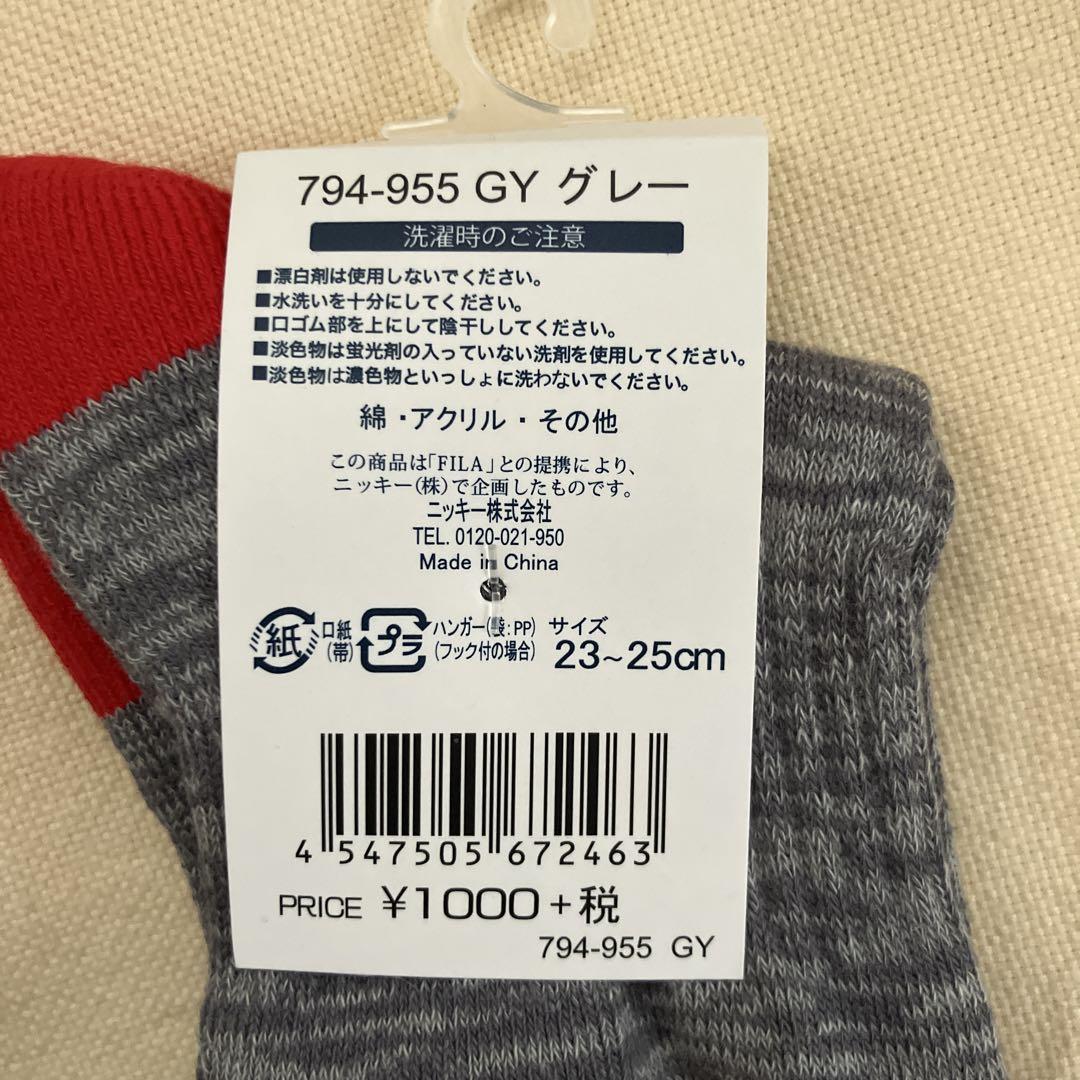 794-955 GY グレー
洗濯時のご注意
■漂白剤は使用しないでください。
■水洗いを十分にしてください。
■口ゴム部を上にして陰干ししてください。
■淡色物は蛍光剤の入っていない洗剤を使用してください。
■淡色物は濃色物といっしょに洗わないでください。
綿・アクリル・その他
この商品は「FILA」との提携により、
ニッキー(株)で企画したものです。
ニッキー株式会社
TEL. 0120-021-950
Made in China
紙
口紙
(帯)
プラ
ハンガー(袋:PP)
(フック付の場合)
サイズ
23~25cm
4 547505 672463
PRICE ¥1000+税
794-955 GY